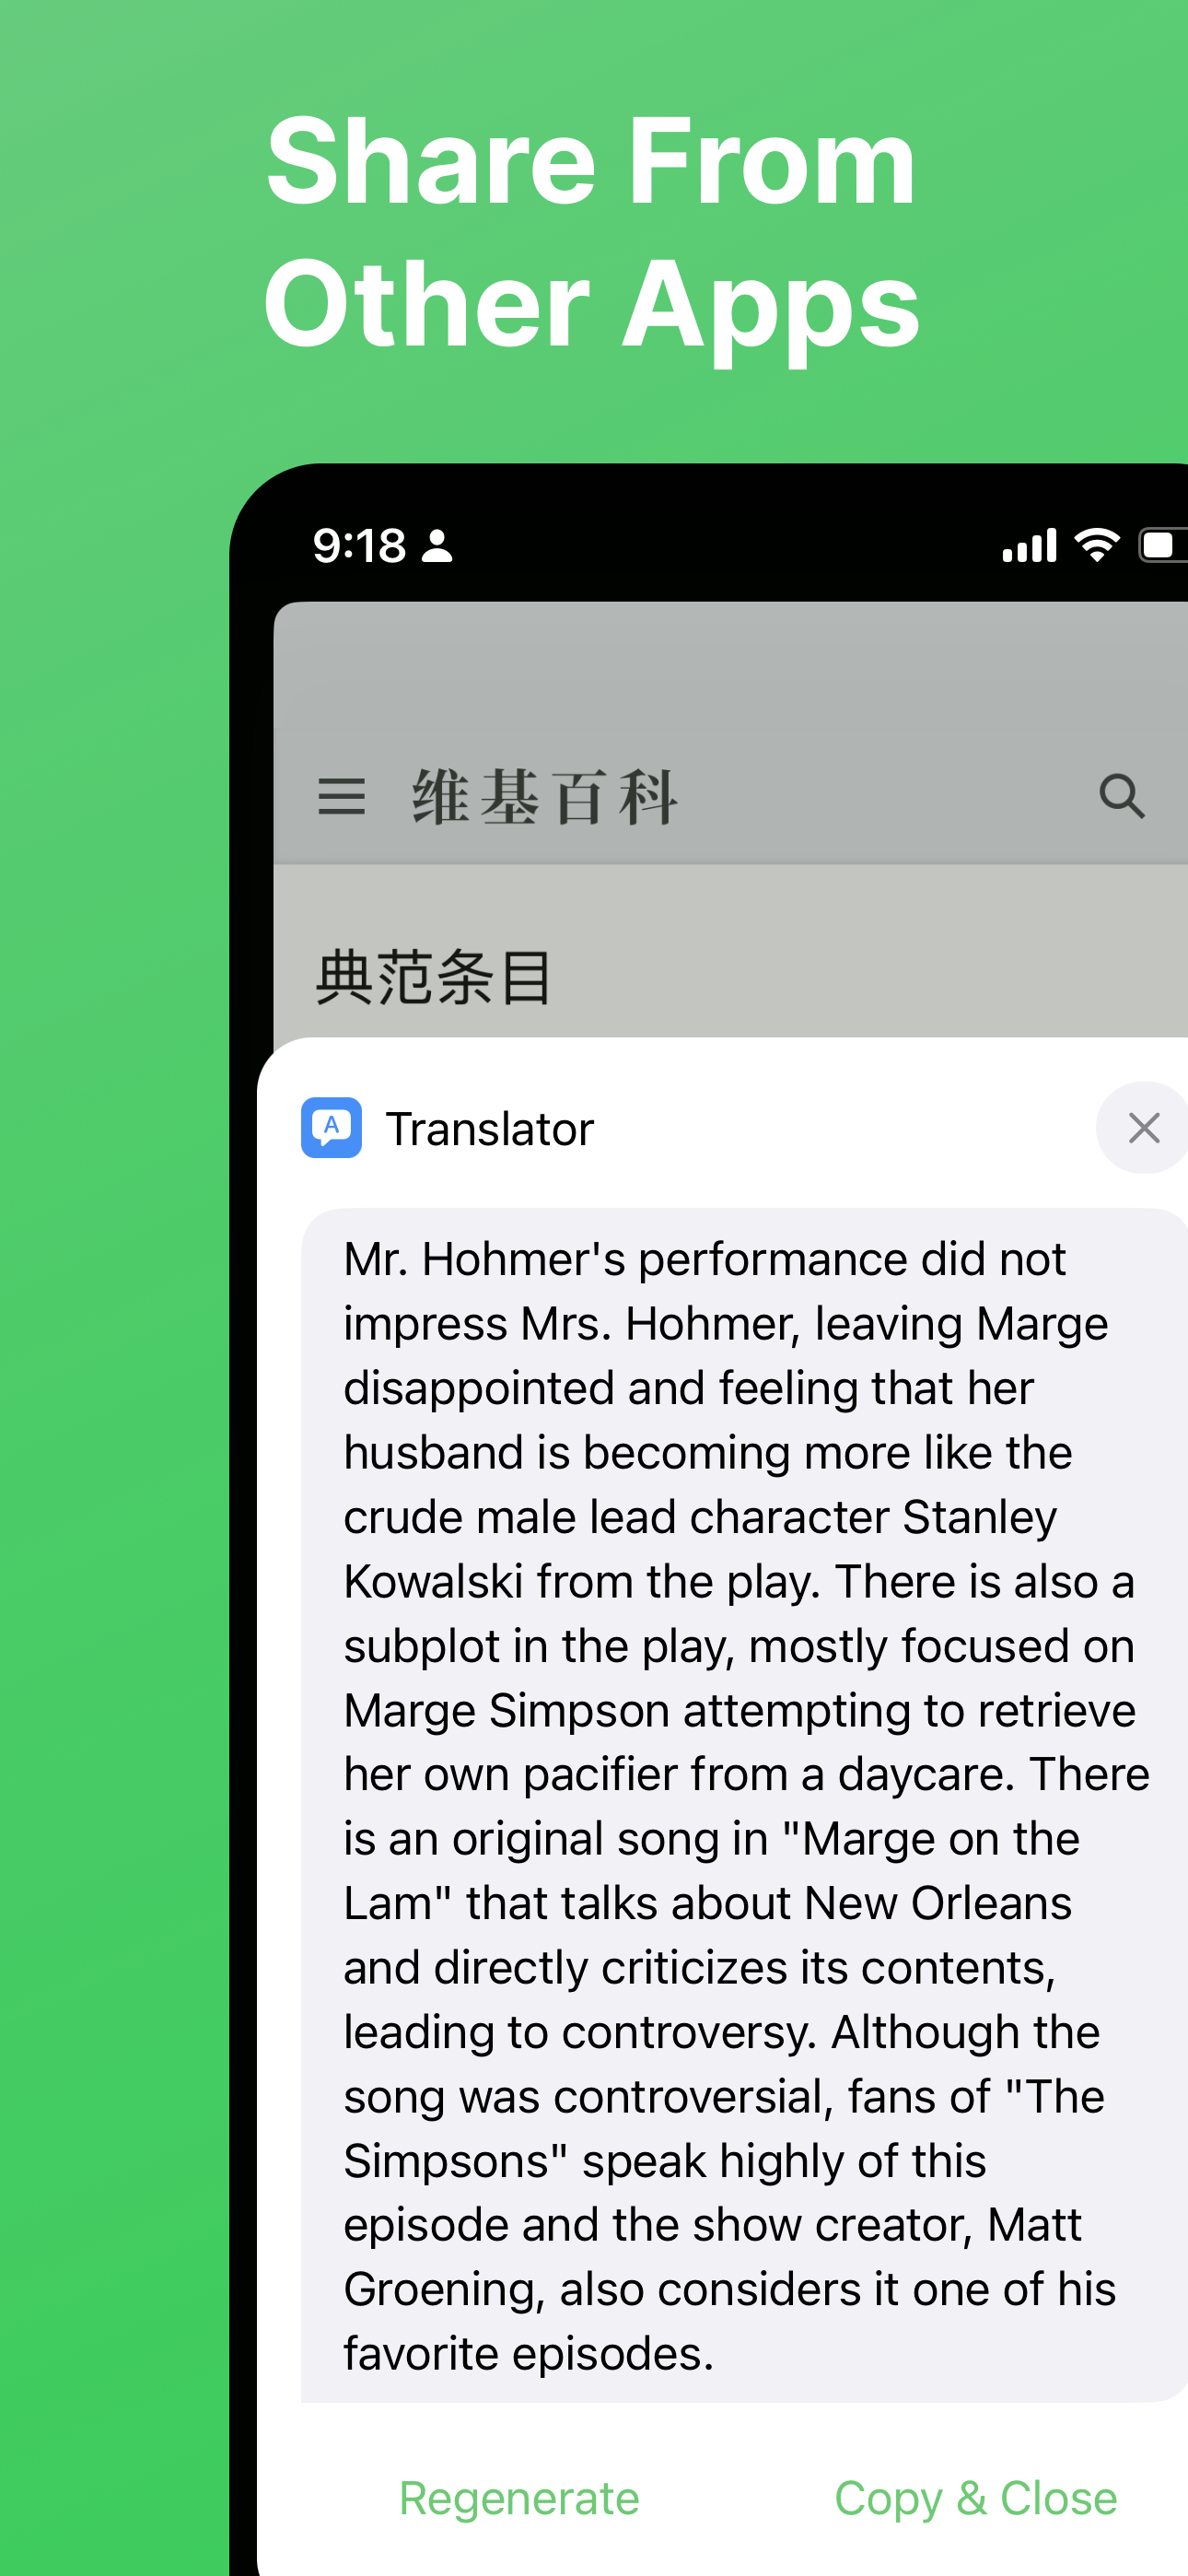 Share From
Other Apps
9:18
维基百科
典范条目
A
Translator
Mr. Hohmer's performance did not
impress Mrs. Hohmer, leaving Marge
disappointed and feeling that her
husband is becoming more like the
crude male lead character Stanley
Kowalski from the play. There is also a
subplot in the play, mostly focused on
Marge Simpson attempting to retrieve
her own pacifier from a daycare. There
is an original song in "Marge on the
Lam" that talks about New Orleans
and directly criticizes its contents,
leading to controversy. Although the
song was controversial, fans of "The
Simpsons" speak highly of this
episode and the show creator, Matt
Groening, also considers it one of his
favorite episodes.
Regenerate
Copy & Close